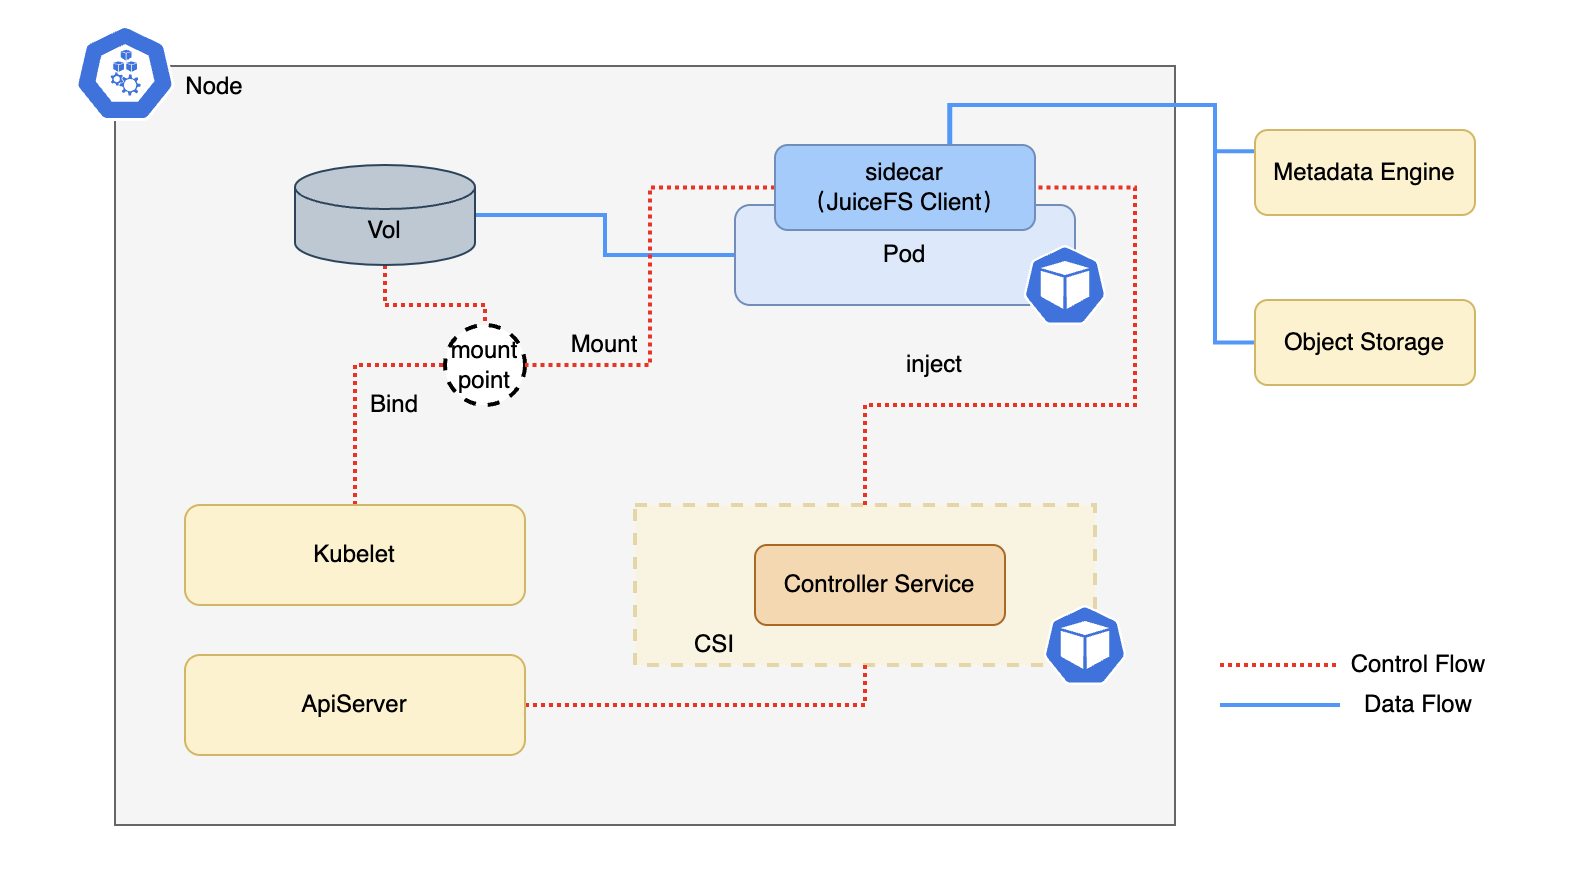 Node
sidecar
(JuiceFS Client)
Metadata Engine
Vol
Pod
mount
point
Mount
inject
Object Storage
Bind
Kubelet
Controller Service
CSI
ApiServer
Control Flow
Data Flow